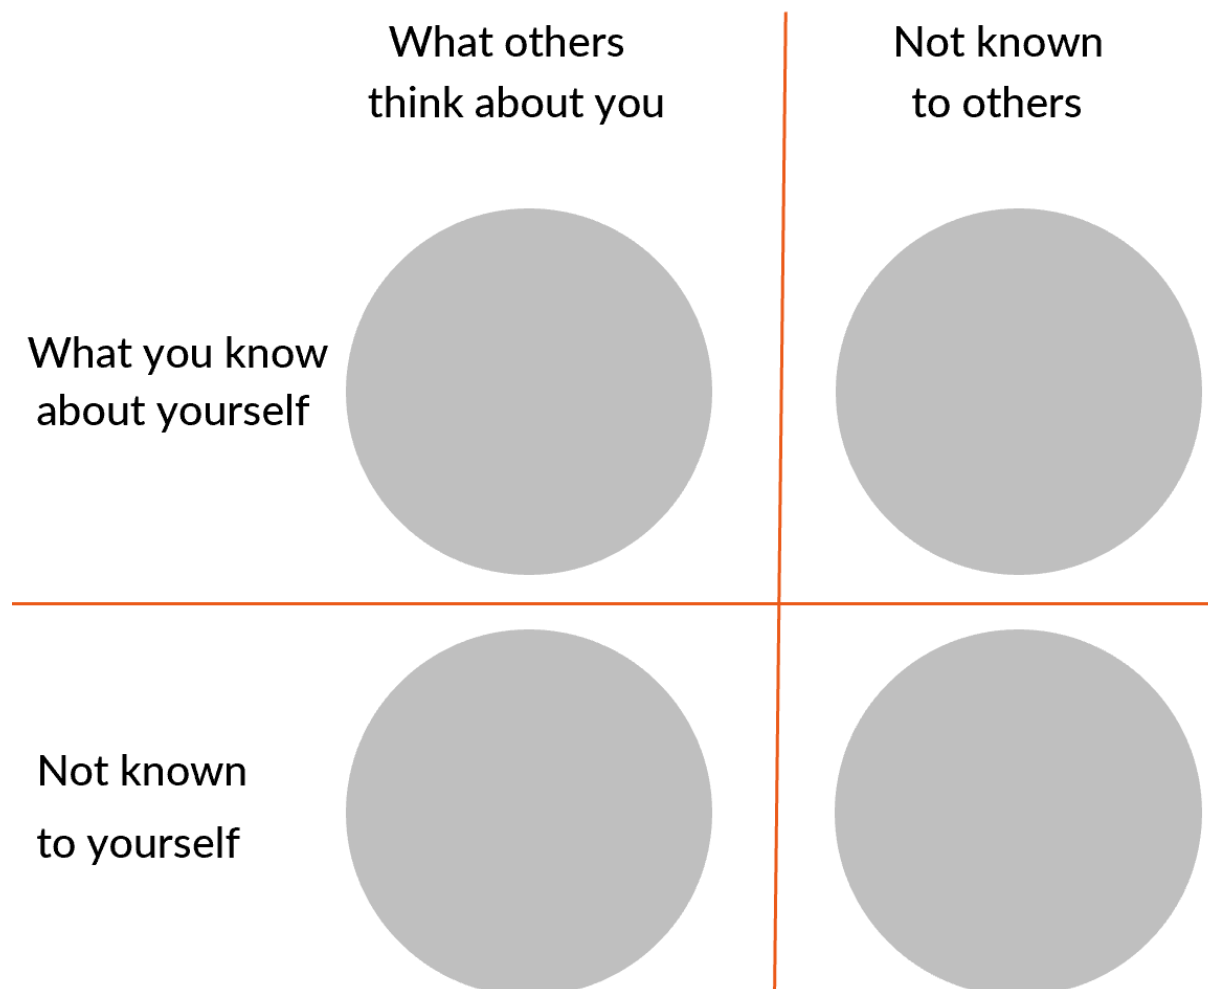 What others
think about you
Not known
to others
What you know
about yourself
Not known
to yourself